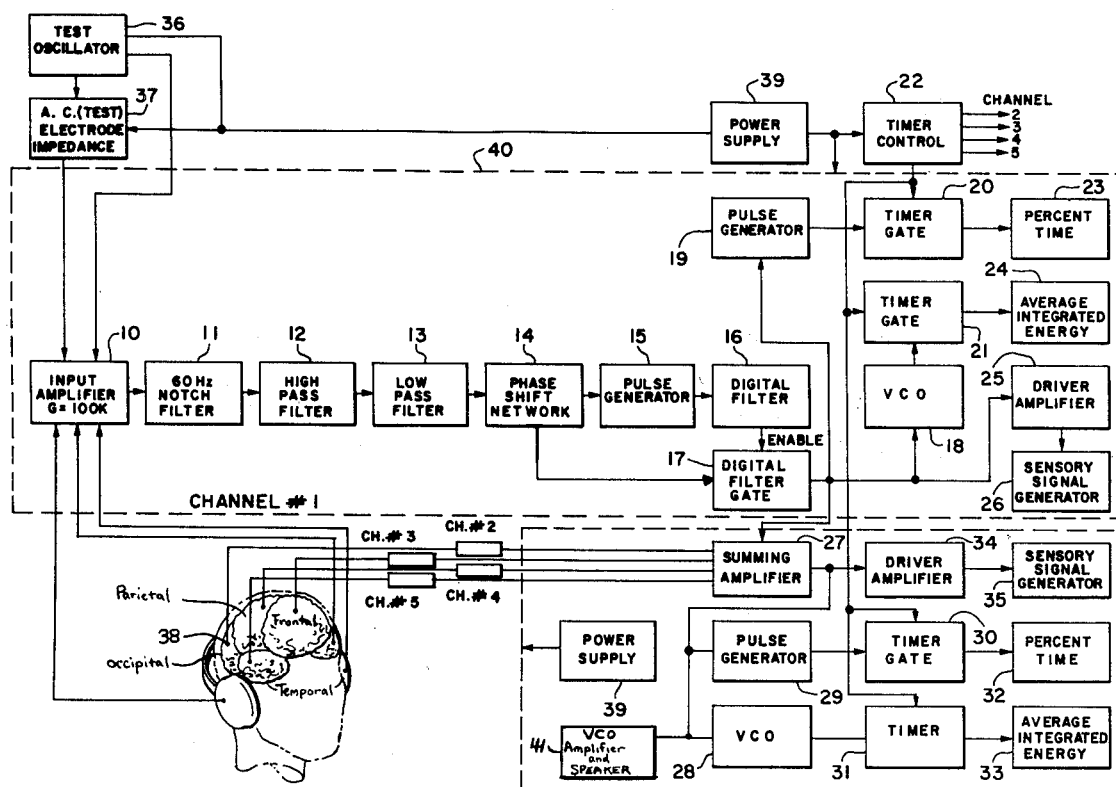 36
TEST
OSCILLATOR
37
A. C. (TEST)
ELECTRODE
IMPEDANCE
39
POWER
SUPPLY
22
TIMER
CONTROL
CHANNEL
2
3
4
5
40
19
PULSE
GENERATOR
20
TIMER
GATE
23
PERCENT
TIME
21
TIMER
GATE
24
AVERAGE
INTEGRATED
ENERGY
10
INPUT
AMPLIFIER
G= 100K
11
60Hz
NOTCH
FILTER
12
HIGH
PASS
FILTER
13
LOW
PASS
FILTER
14
PHASE
SHIFT
NETWORK
15
PULSE
GENERATOR
16
DIGITAL
FILTER
ENABLE
17
DIGITAL
FILTER
GATE
VCO
18
25
DRIVER
AMPLIFIER
26
SENSORY
SIGNAL
GENERATOR
CHANNEL #1
CH.#2
CH.#3
CH.#4
CH.#5
27
SUMMING
AMPLIFIER
34
DRIVER
AMPLIFIER
35
SENSORY
SIGNAL
GENERATOR
Parietal
38
Frontal
occipital
Temporal
POWER
SUPPLY
39
PULSE
GENERATOR
29
TIMER
GATE
30
PERCENT
TIME
32
41
VCO
Amplifier
and
SPEAKER
VCO
28
TIMER
31
AVERAGE
INTEGRATED
ENERGY
33